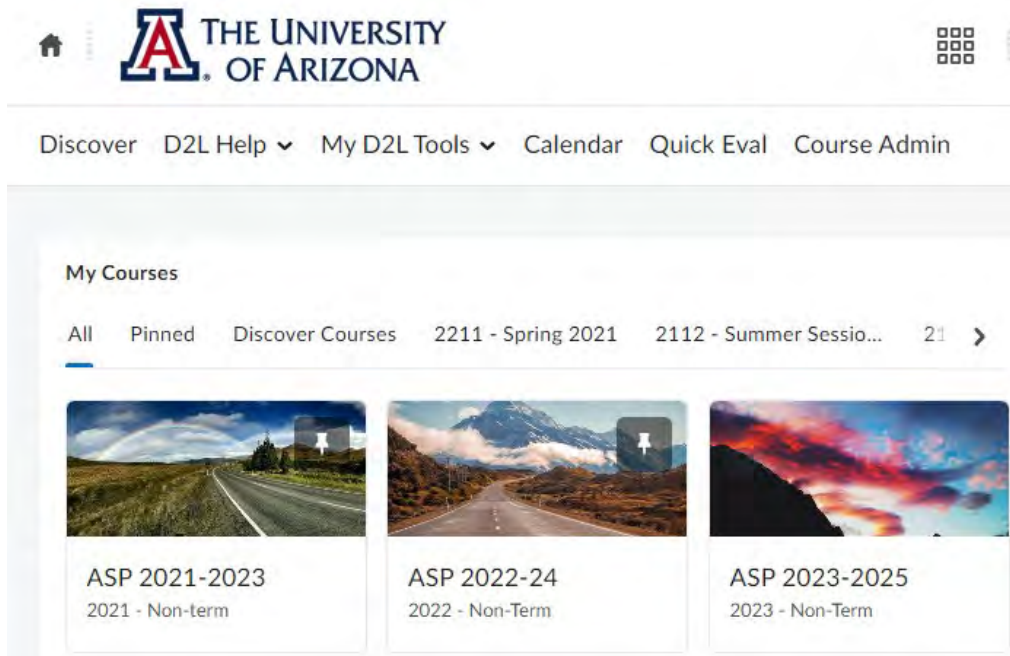 THE UNIVERSITY
OF ARIZONA
Discover D2L Help My D2L Tools Calendar Quick Eval Course Admin
My Courses
All Pinned Discover Courses 2211 - Spring 2021 2112 - Summer Sessio... 21
ASP 2021-2023 ASP 2022-24 ASP 2023-2025
2021 - Non-term 2022 - Non-Term 2023 - Non-Term